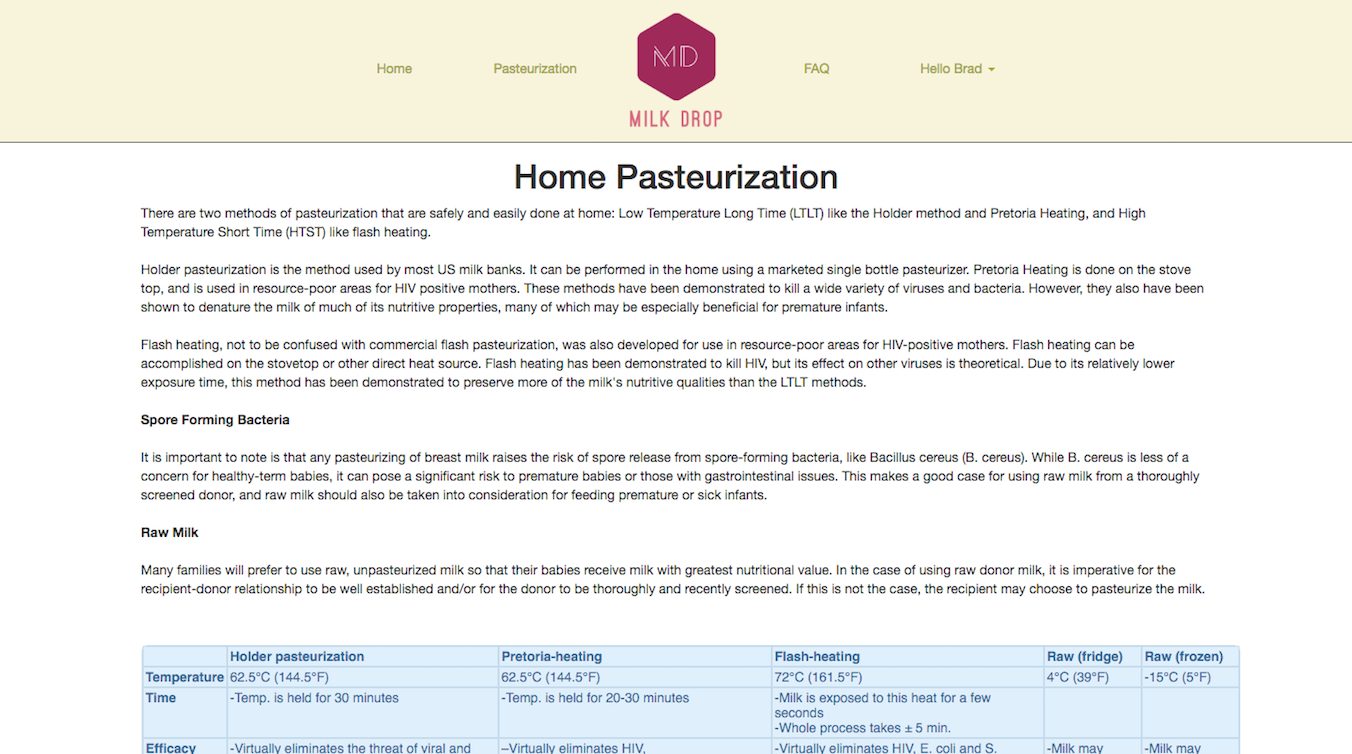 Home
Pasteurization
MD
MILK DROP
FAQ
Hello Brad
Home Pasteurization
There are two methods of pasteurization that are safely and easily done at home: Low Temperature Long Time (LTLT) like the Holder method and Pretoria Heating, and High
Temperature Short Time (HTST) like flash heating.
Holder pasteurization is the method used by most US milk banks. It can be performed in the home using a marketed single bottle pasteurizer. Pretoria Heating is done on the stove
top, and is used in resource-poor areas for HIV positive mothers. These methods have been demonstrated to kill a wide variety of viruses and bacteria. However, they also have been
shown to denature the milk of much of its nutritive properties, many of which may be especially beneficial for premature infants.
Flash heating, not to be confused with commercial flash pasteurization, was also developed for use in resource-poor areas for HIV-positive mothers. Flash heating can be
accomplished on the stovetop or other direct heat source. Flash heating has been demonstrated to kill HIV, but its effect on other viruses is theoretical. Due to its relatively lower
exposure time, this method has been demonstrated to preserve more of the milk's nutritive qualities than the LTLT methods.
Spore Forming Bacteria
It is important to note is that any pasteurizing of breast milk raises the risk of spore release from spore-forming bacteria, like Bacillus cereus (B. cereus). While B. cereus is less of a
concern for healthy-term babies, it can pose a significant risk to premature babies or those with gastrointestinal issues. This makes a good case for using raw milk from a thoroughly
screened donor, and raw milk should also be taken into consideration for feeding premature or sick infants.
Raw Milk
Many families will prefer to use raw, unpasteurized milk so that their babies receive milk with greatest nutritional value. In the case of using raw donor milk, it is imperative for the
recipient-donor relationship to be well established and/or for the donor to be thoroughly and recently screened. If this is not the case, the recipient may choose to pasteurize the milk.
Holder pasteurization Pretoria-heating Flash-heating Raw (fridge) Raw (frozen)
Temperature 62.5°C (144.5°F) 62.5°C (144.5°F) 72°C (161.5°F) 4°C (39°F) -15°C (5°F)
Time -Temp. is held for 30 minutes -Temp. is held for 20-30 minutes -Milk is exposed to this heat for a few
seconds
-Whole process takes ± 5 min.
Efficacy -Virtually eliminates the threat of viral and –Virtually eliminates HIV, -Virtually eliminates HIV, E. coli and S. -Milk may -Milk may